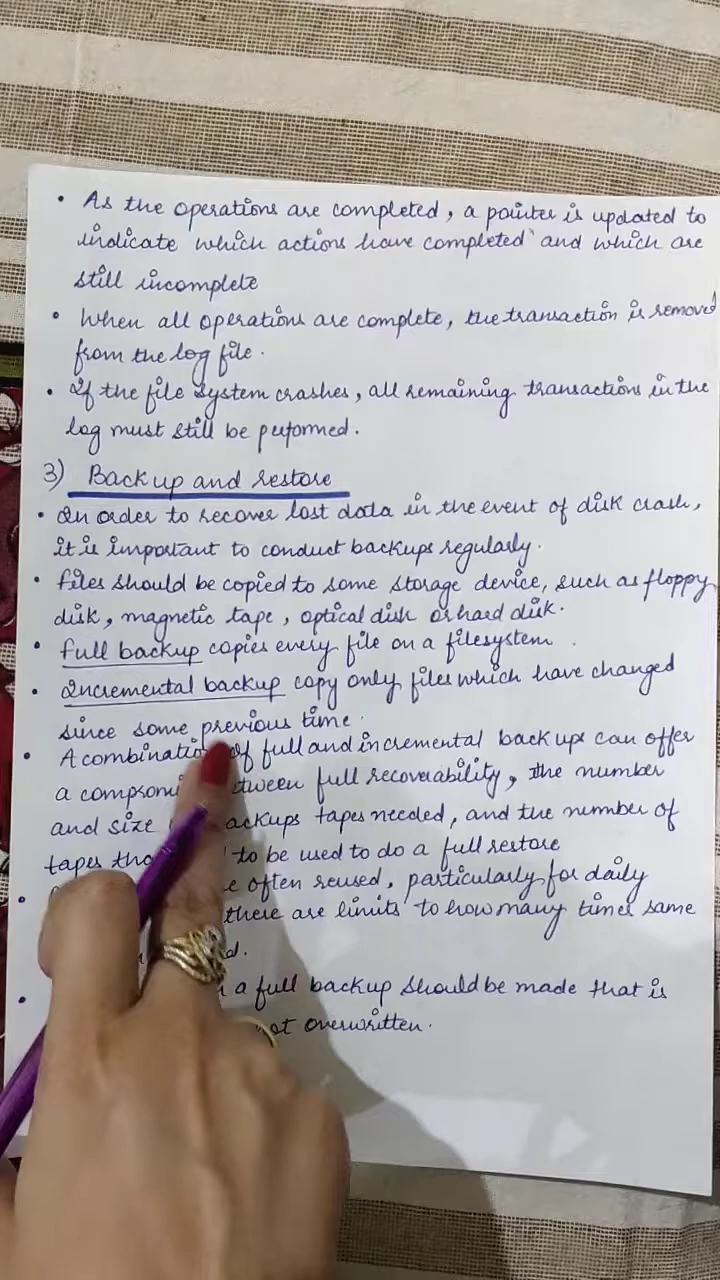 • As the operations are completed, a pointer is updated to
indicate which actions have completed and which are
still incomplete
• When all operations are complete, the transaction is removed
from the log file.
• If the file system crashes, all remaining transactions in the
log must still be performed.
3) Backup and restore
• In order to recover lost data in the event of disk crash,
it is important to conduct backups regularly.
• Files should be copied to some storage device, such as floppy
disk, magnetic tape, optical disk or hard disk.
• Full backup copies every file on a filesystem.
• Incremental backup copy only files which have changed
since some previous time.
• A combination of full and incremental backups can offer
a compromi tween full recoverability, the number
and size ackups tapes needed, and the number of
tapes tha to be used to do a full restore
• e often reused, particularly for daily
there are limits to how many times same
d.
• a full backup should be made that is
ot overwritten.